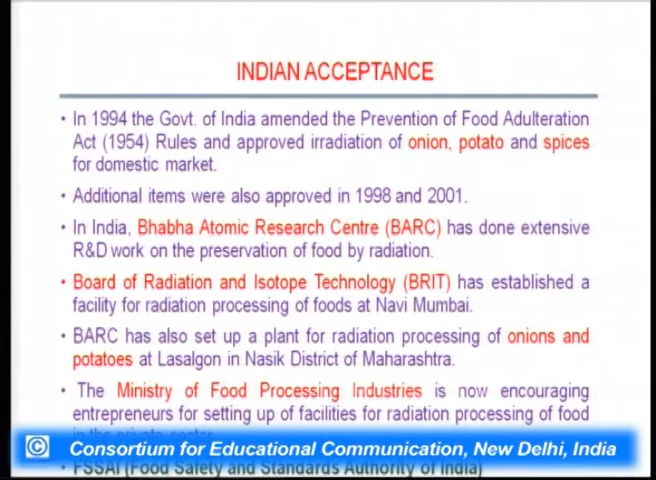 INDIAN ACCEPTANCE
• In 1994 the Govt. of India amended the Prevention of Food Adulteration
Act (1954) Rules and approved irradiation of onion, potato and spices
for domestic market.
• Additional items were also approved in 1998 and 2001.
• In India, Bhabha Atomic Research Centre (BARC) has done extensive
R&D work on the preservation of food by radiation.
• Board of Radiation and Isotope Technology (BRIT) has established a
facility for radiation processing of foods at Navi Mumbai.
• BARC has also set up a plant for radiation processing of onions and
potatoes at Lasalgon in Nasik District of Maharashtra.
• The Ministry of Food Processing Industries is now encouraging
entrepreneurs for setting up of facilities for radiation processing of food
in the private sector
© Consortium for Educational Communication, New Delhi, India
• FSSAI (Food Safety and Standards Authority of India)